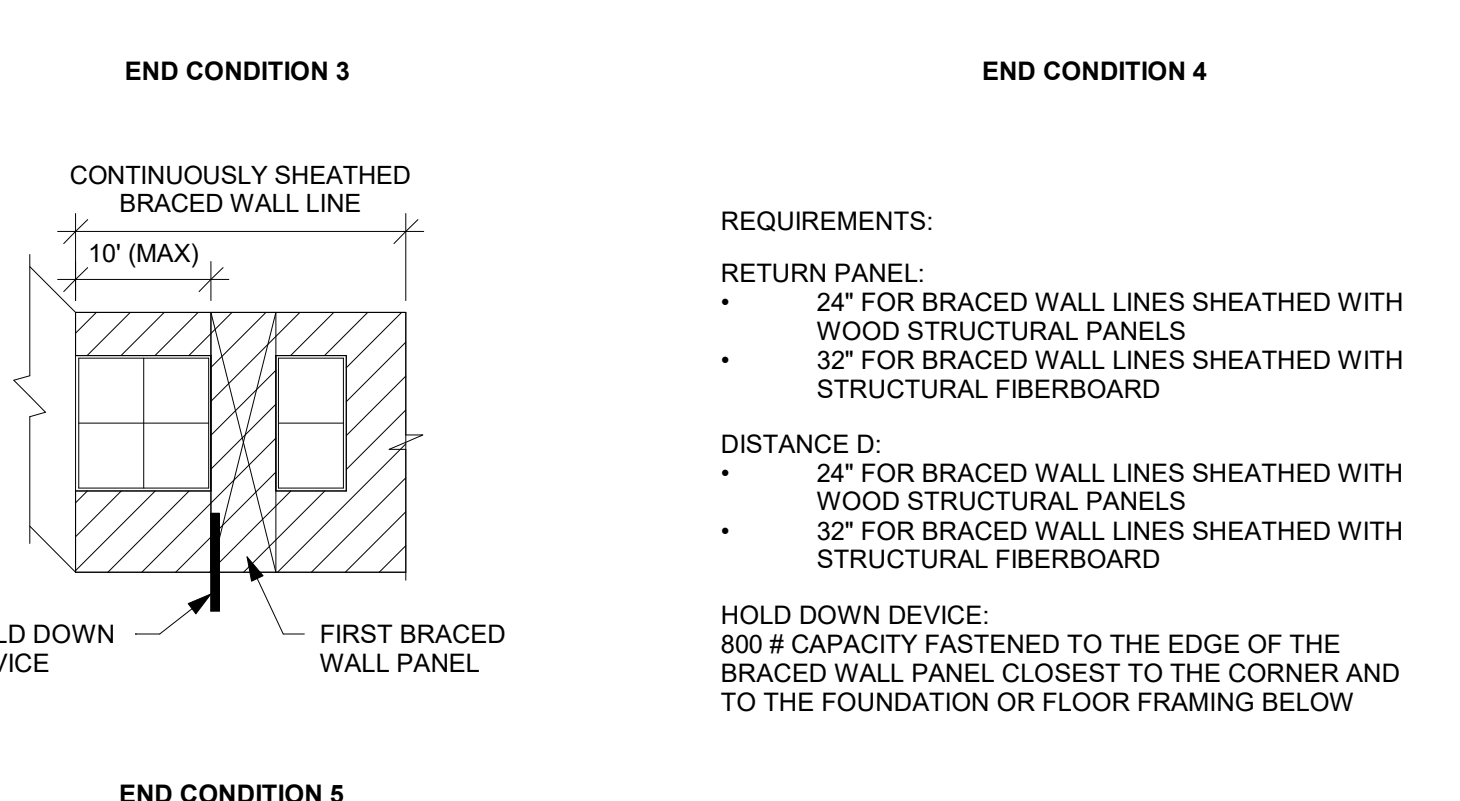 END CONDITION 3
END CONDITION 4
CONTINUOUSLY SHEATHED
BRACED WALL LINE
10' (MAX)
FIRST BRACED
WALL PANEL
DOWN
END CONDITION 5
REQUIREMENTS:
RETURN PANEL:
• 24" FOR BRACED WALL LINES SHEATHED WITH
WOOD STRUCTURAL PANELS
• 32" FOR BRACED WALL LINES SHEATHED WITH
STRUCTURAL FIBERBOARD
DISTANCE D:
• 24" FOR BRACED WALL LINES SHEATHED WITH
WOOD STRUCTURAL PANELS
• 32" FOR BRACED WALL LINES SHEATHED WITH
STRUCTURAL FIBERBOARD
HOLD DOWN DEVICE:
800 # CAPACITY FASTENED TO THE EDGE OF THE
BRACED WALL PANEL CLOSEST TO THE CORNER AND
TO THE FOUNDATION OR FLOOR FRAMING BELOW